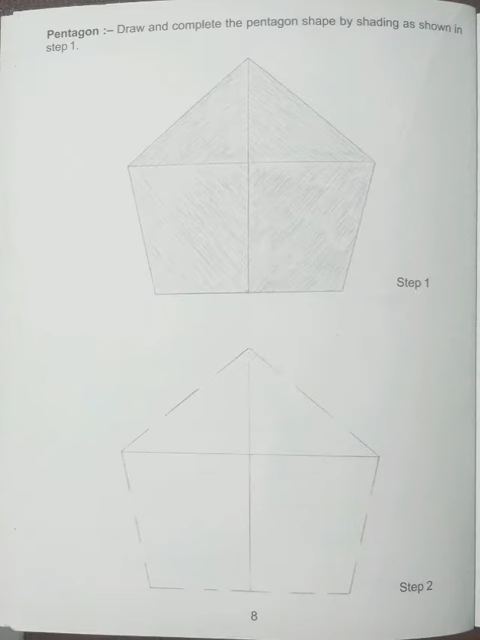 Pentagon :– Draw and complete the pentagon shape by shading as shown in
step 1.
Step 1
Step 2
8